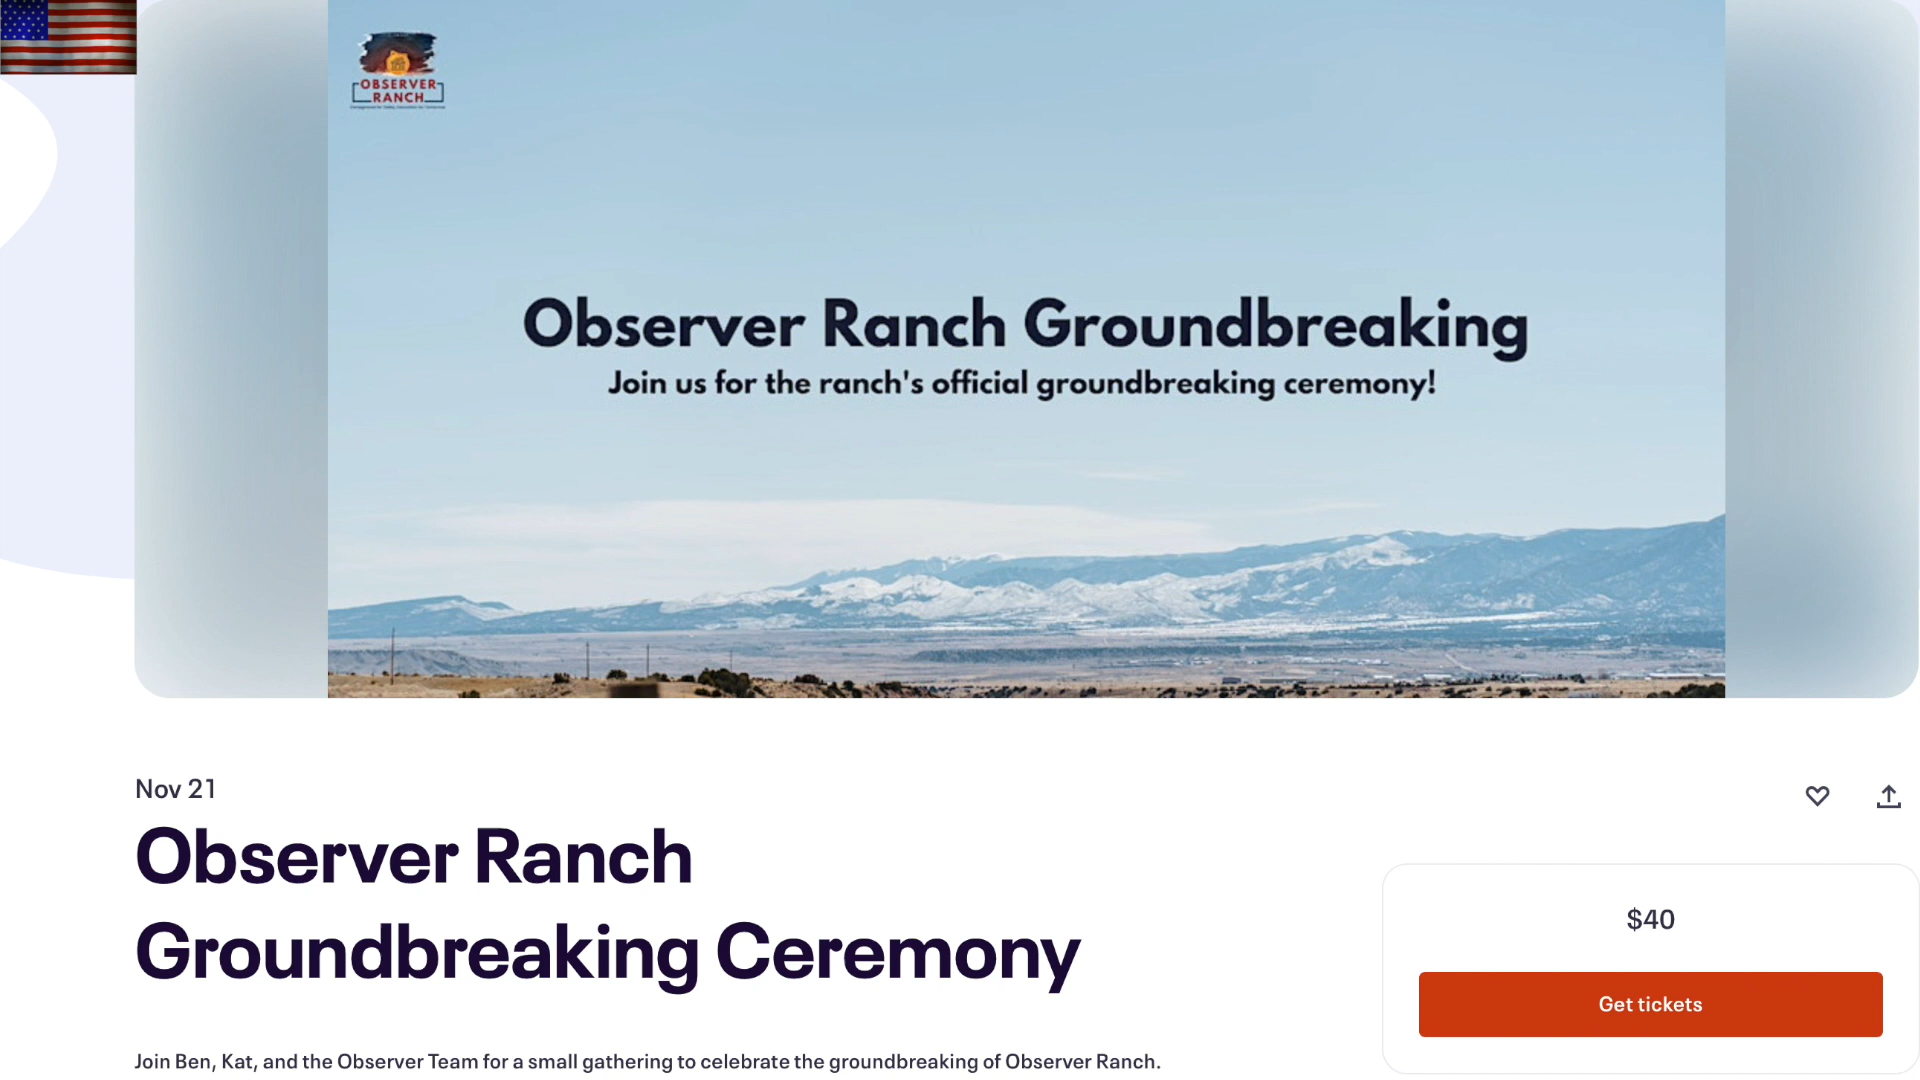 OBSERVER
RANCH
Observer Ranch Groundbreaking
Join us for the ranch's official groundbreaking ceremony!
Nov 21
Observer Ranch
Groundbreaking Ceremony
$40
Get tickets
Join Ben, Kat, and the Observer Team for a small gathering to celebrate the groundbreaking of Observer Ranch.